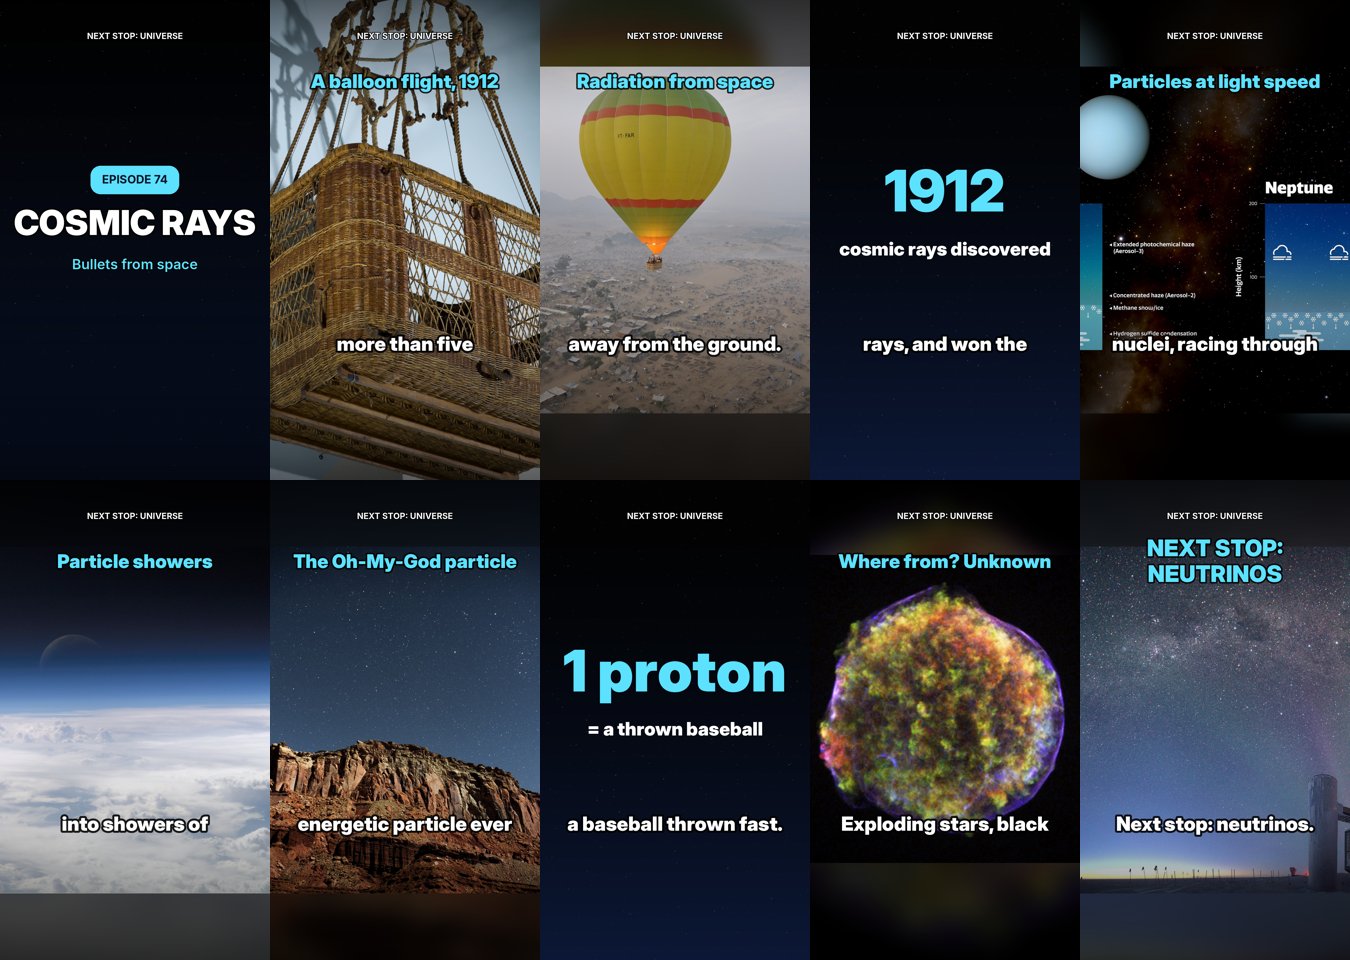 NEXT STOP: UNIVERSE
EPISODE 74
COSMIC RAYS
Bullets from space
NEXT STOP: UNIVERSE
A balloon flight, 1912
more than five
NEXT STOP: UNIVERSE
Radiation from space
away from the ground.
NEXT STOP: UNIVERSE
1912
cosmic rays discovered
rays, and won the
NEXT STOP: UNIVERSE
Particles at light speed
Neptune
200
Extended photochemical haze
(Aerosol-3)
Height (km)
100
Concentrated haze (Aerosol-2)
Methane snow/ice
Hydrogen sulfide condensation
nuclei, racing through
NEXT STOP: UNIVERSE
Particle showers
into showers of
NEXT STOP: UNIVERSE
The Oh-My-God particle
energetic particle ever
NEXT STOP: UNIVERSE
1 proton
= a thrown baseball
a baseball thrown fast.
NEXT STOP: UNIVERSE
Where from? Unknown
Exploding stars, black
NEXT STOP: UNIVERSE
NEXT STOP:
NEUTRINOS
Next stop: neutrinos.